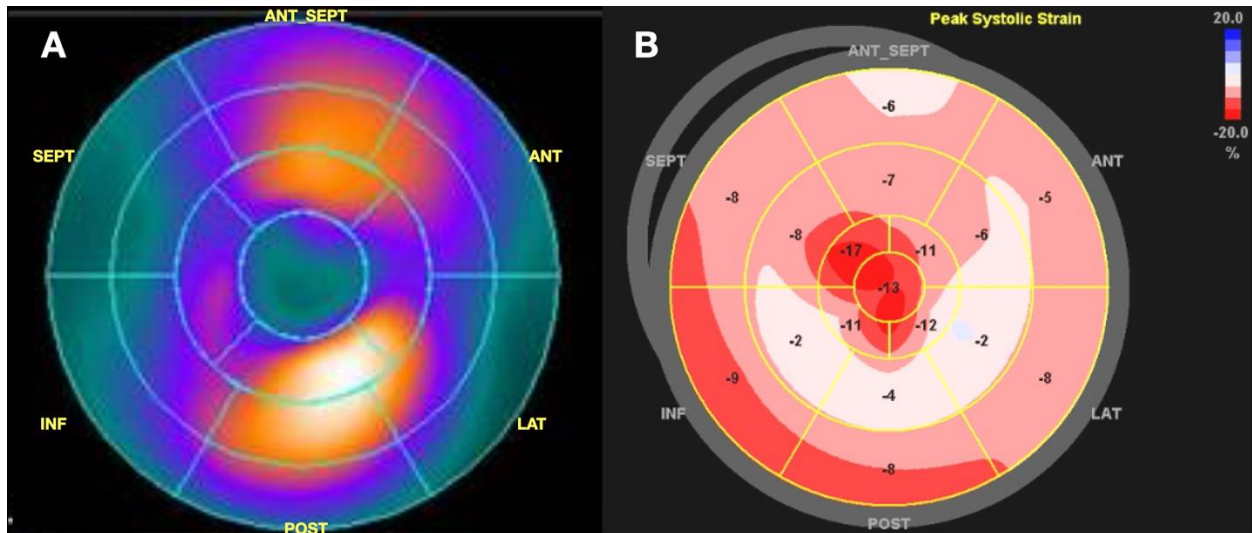 A
ANT_SEPT
SEPT
ANT
INF
LAT
POST
B
Peak Systolic Strain
20.0
-20.0
%
ANT_SEPT
SEPT
ANT
INF
LAT
POST
-6
-7
-8
-5
-8
-6
-17
-11
-13
-11
-12
-2
-2
-4
-9
-8
-8